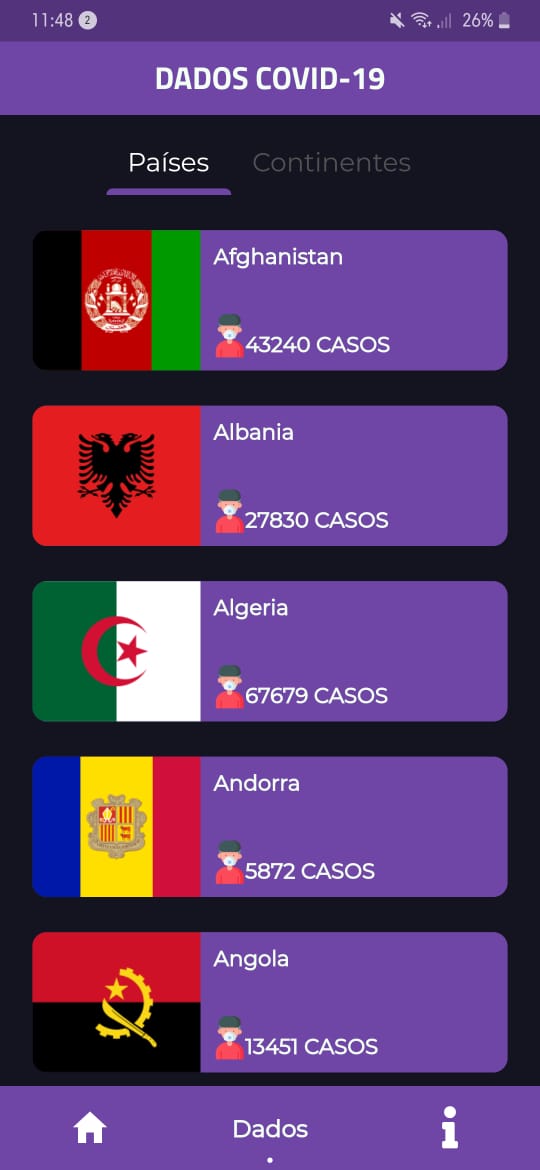 11:48 2 26%
DADOS COVID-19
Países Continentes
Afghanistan
43240 CASOS
Albania
27830 CASOS
Algeria
67679 CASOS
Andorra
5872 CASOS
Angola
13451 CASOS
Dados